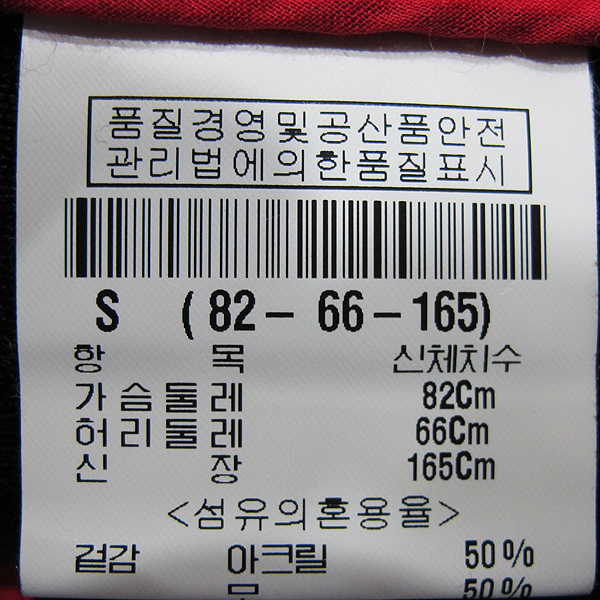 품질경영및공산품안전
관리법에의한품질표시
S (82-66-165)
항 목 신체치수
가슴둘레 82Cm
허리둘레 66Cm
신 장 165Cm
<섬유의혼용율>
겉감 아크릴 50%
50%